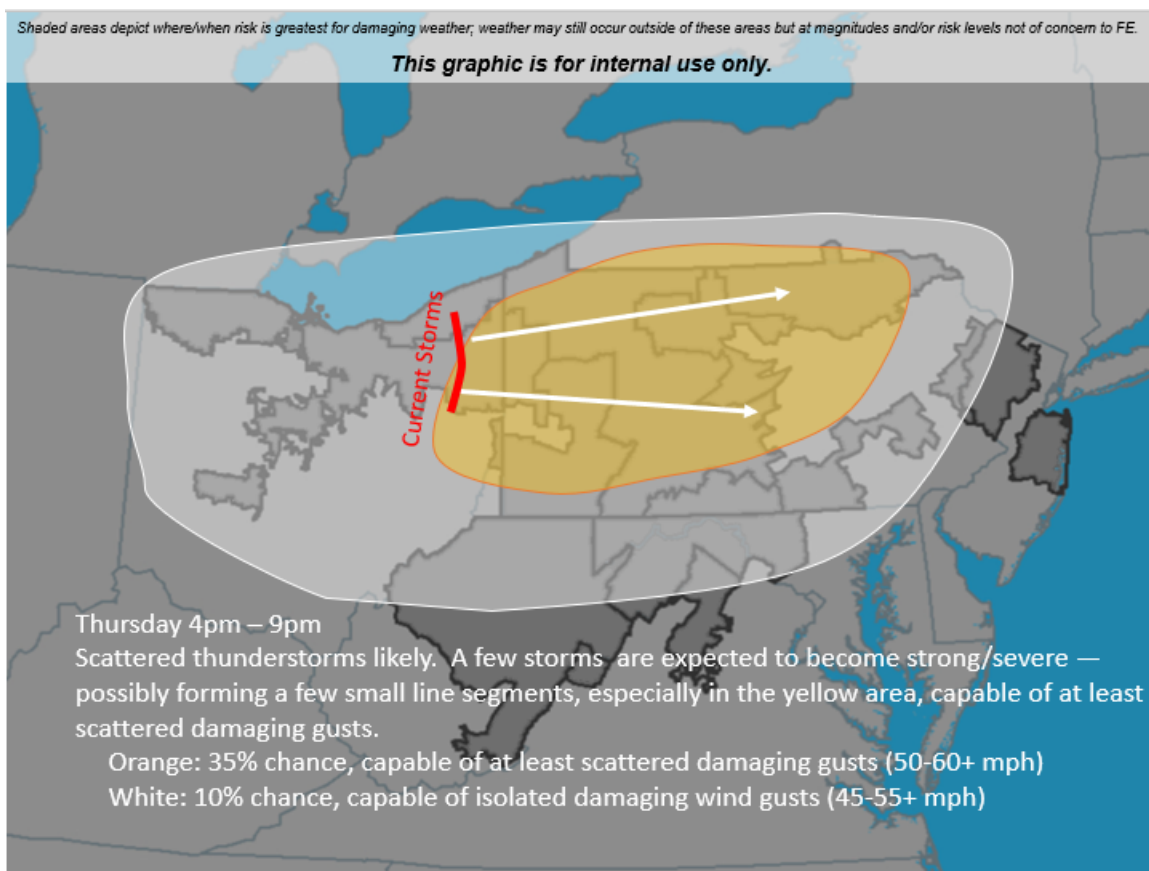 Shaded areas depict where/when risk is greatest for damaging weather; weather may still occur outside of these areas but at magnitudes and/or risk levels not of concern to FE.
This graphic is for internal use only.
Current Storms
Thursday 4pm – 9pm
Scattered thunderstorms likely.  A few storms  are expected to become strong/severe —
possibly forming a few small line segments, especially in the yellow area, capable of at least
scattered damaging gusts.
Orange: 35% chance, capable of at least scattered damaging gusts (50-60+ mph)
White: 10% chance, capable of isolated damaging wind gusts (45-55+ mph)